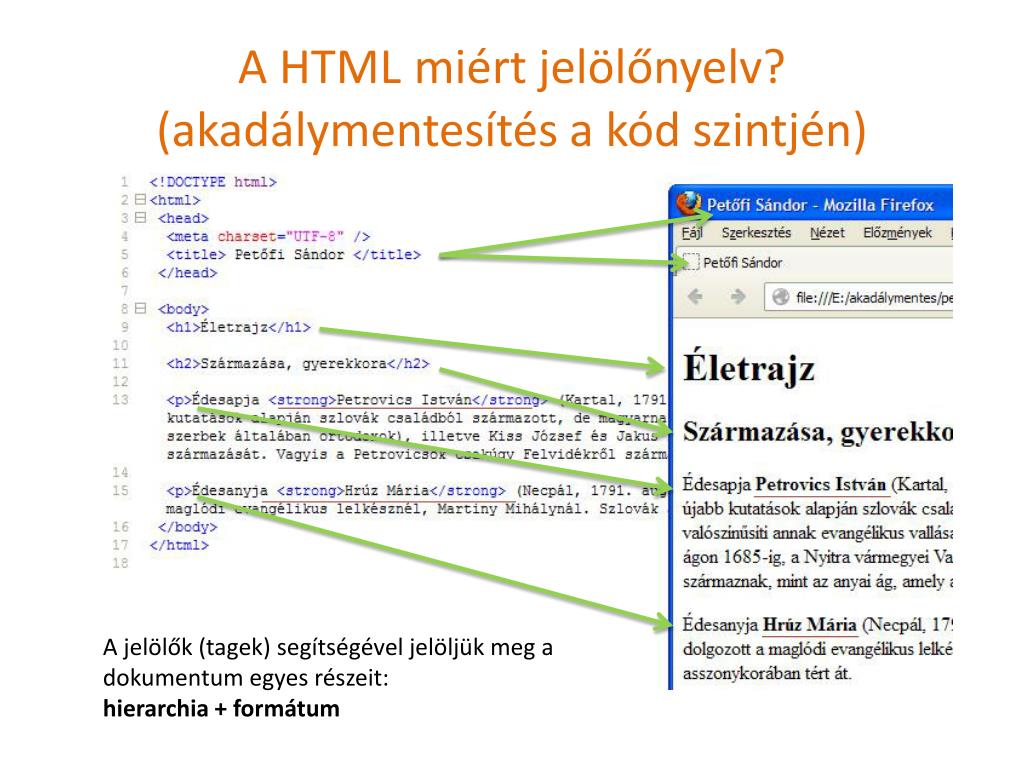 A HTML miért jelölőnyelv?
(akadálymentesítés a kód szintjén)
1 <!DOCTYPE html>
2 <html>
3 <head>
4 <meta charset="UTF-8" />
5 <title> Petőfi Sándor </title>
6 </head>
7
8 <body>
9 <h1>Életrajz</h1>
10
11 <h2>Származása, gyerekkora</h2>
12
13 <p>Édesapja <strong>Petrovics István</strong> (Kartal, 1791
kutatások alapján szlovák családból származott, de magyarna
szerbek általában ortodoxok), illetve Kiss József és Jakus
származását. Vagyis a Petrovicsok csakúgy Felvidékről szárm
14
15 <p>Édesanyja <strong>Hrúz Mária</strong> (Necpál, 1791. aug
maglódi evangélikus lelkésznél, Martiny Mihálynál. Szlovák
16 </body>
17 </html>
18
Petőfi Sándor - Mozilla Firefox
Fájl Szerkesztés Nézet Előzmények
Petőfi Sándor
file:///E:/akadálymentes/pe
Életrajz
Származása, gyerekko
Édesapja Petrovics István (Kartal,
újabb kutatások alapján szlovák csala
valószínűsíti annak evangélikus vallása
ágon 1685-ig, a Nyitra vármegyei Va
származnak, mint az anyai ág, amely a
Édesanyja Hrúz Mária (Necpál, 179
dolgozott a maglódi evangélikus lelké
asszonykorában tért át.
A jelölők (tagek) segítségével jelöljük meg a
dokumentum egyes részeit:
hierarchia + formátum